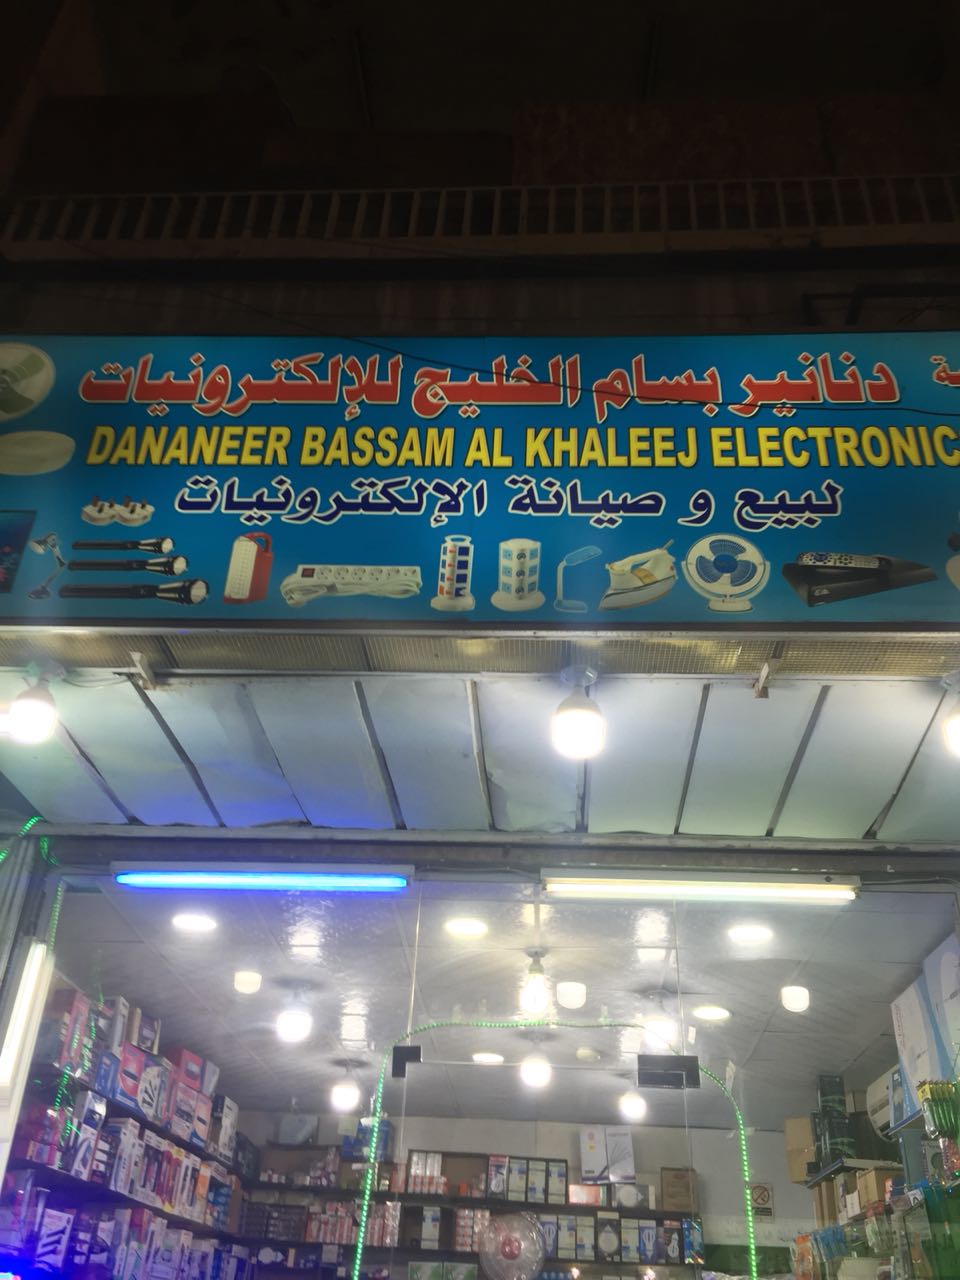 دنانير بسام الخليج للإلكترونيات
DANANEER BASSAM AL KHALEEJ ELECTRONIC
لبيع و صيانة الإلكترونيات